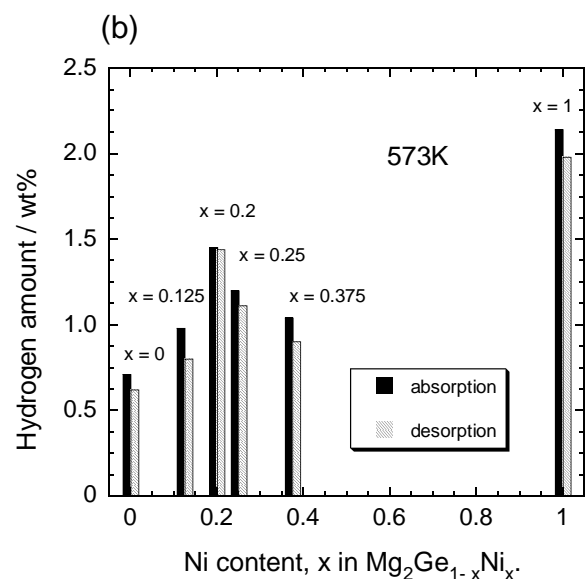 (b)
2.5
2.0
1.5
1.0
0.5
0
Hydrogen amount / wt%
573K
x = 0
x = 0.125
x = 0.2
x = 0.25
x = 0.375
x = 1
absorption
desorption
0 0.2 0.4 0.6 0.8 1
Ni content, x in Mg₂Ge₁₋ₓNiₓ.